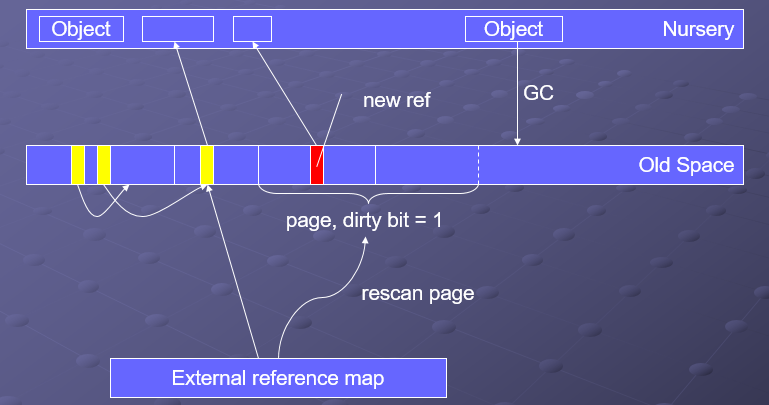 Object
Object
Nursery
GC
new ref
Old Space
page, dirty bit = 1
rescan page
External reference map